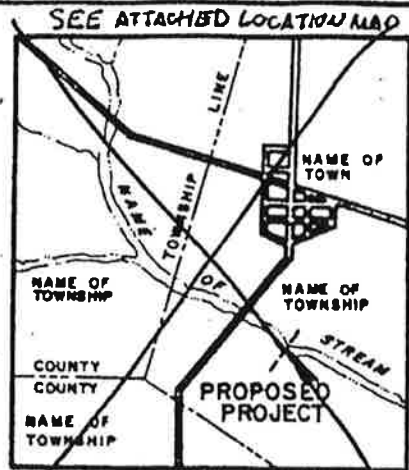 SEE ATTACHED LOCATION MAP
LINE
TOWNSHIP
NAME OF
TOWN
NAME
OF
STREAM
NAME OF
TOWNSHIP
NAME OF
TOWNSHIP
COUNTY
COUNTY
PROPOSED
PROJECT
NAME OF
TOWNSHIP